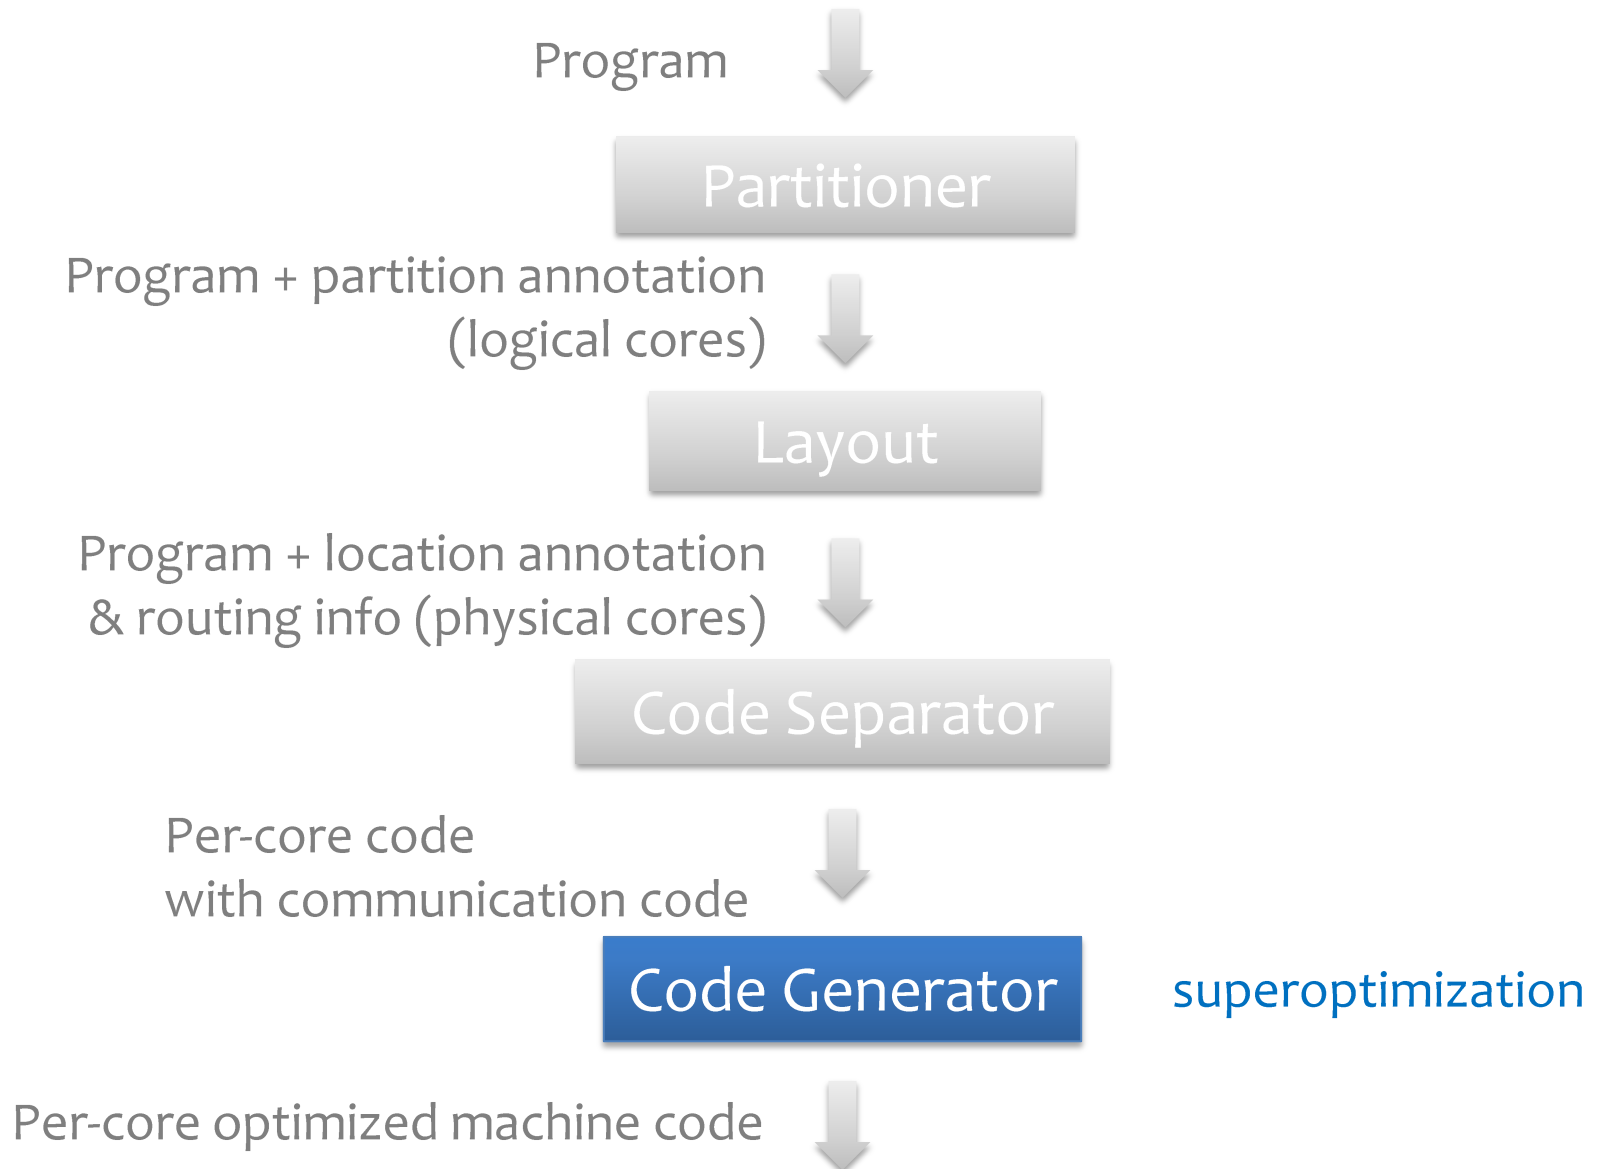 Program
Partitioner
Program + partition annotation
(logical cores)
Layout
Program + location annotation
& routing info (physical cores)
Code Separator
Per-core code
with communication code
Code Generator
superoptimization
Per-core optimized machine code